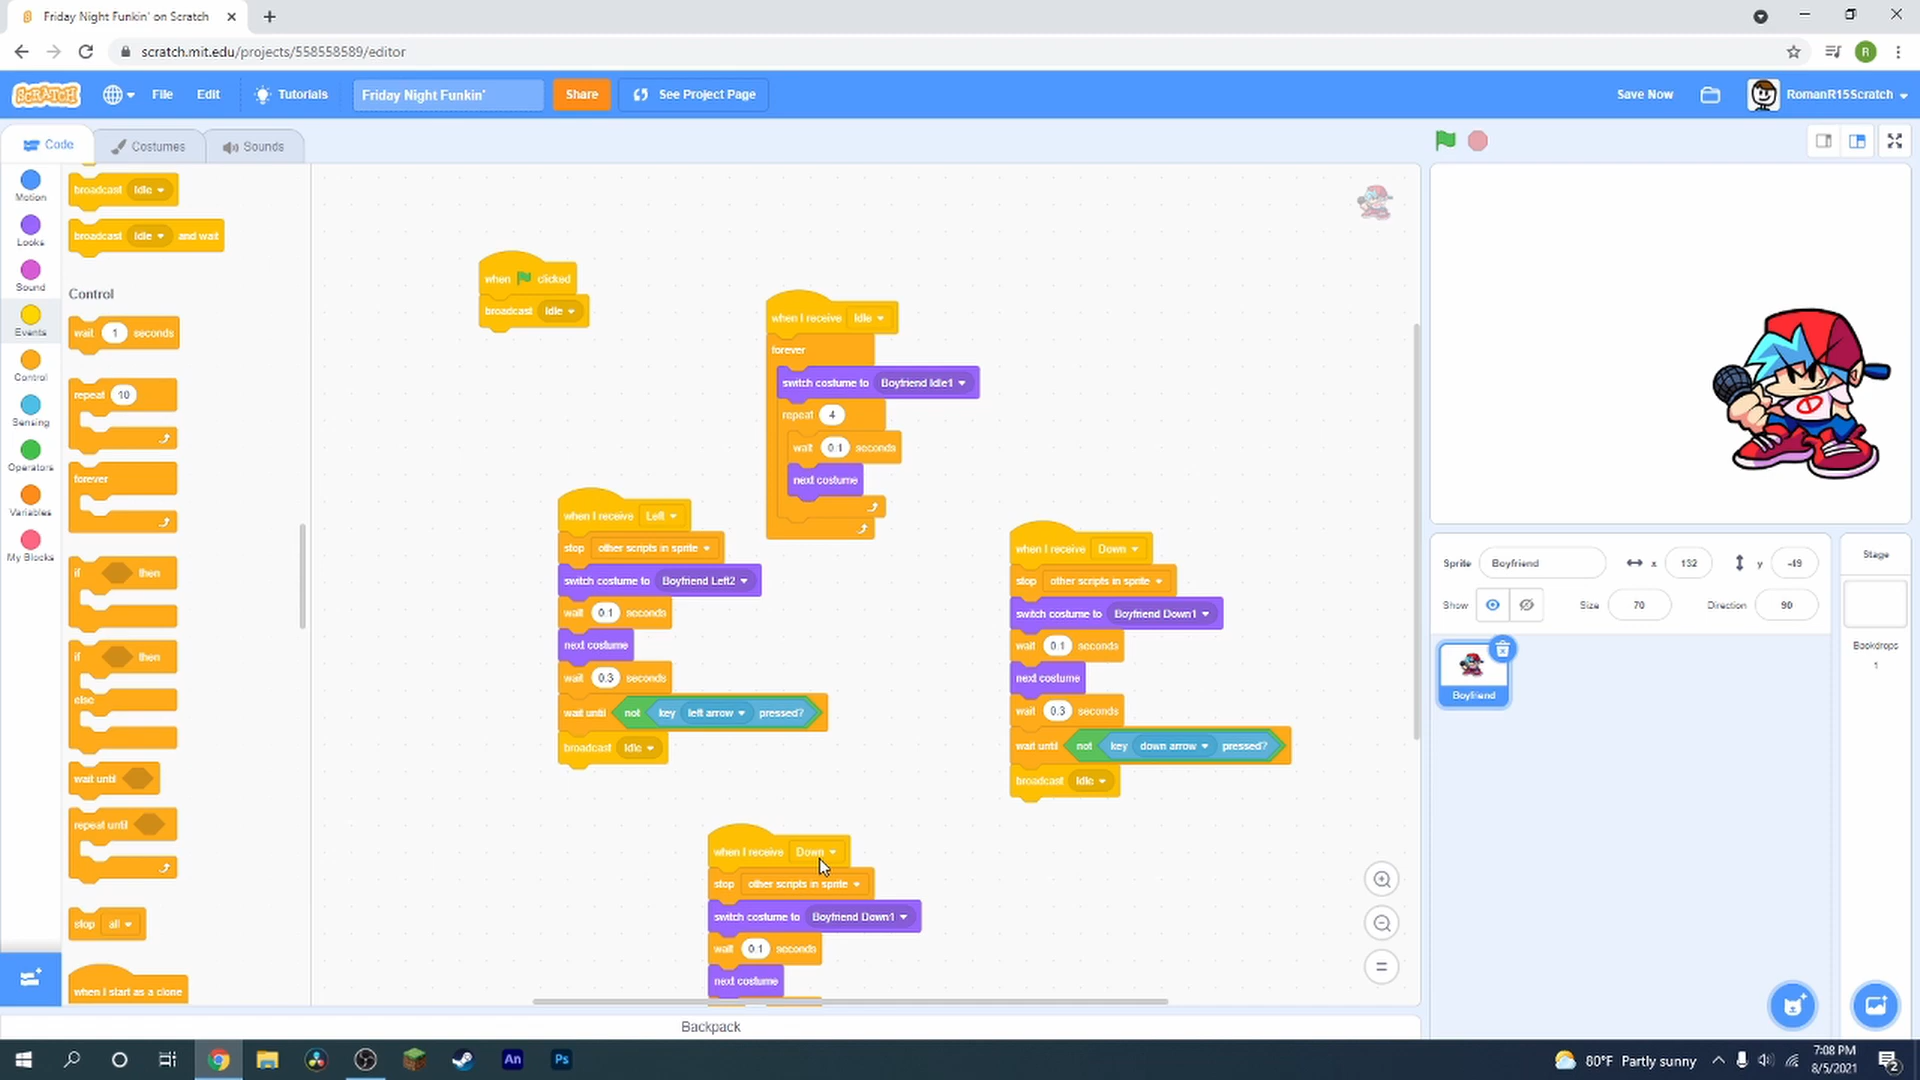 Friday Night Funkin' on Scratch
scratch.mit.edu/projects/558558589/editor
R
SCRATCH
File
Edit
Tutorials
Friday Night Funkin'
Share
See Project Page
Save Now
RomanR15Scratch
Code
Costumes
Sounds
Motion
Looks
Sound
Events
Control
Sensing
Operators
Variables
My Blocks
broadcast Idle
broadcast Idle and wait
Control
wait 1 seconds
repeat 10
forever
if then
if then
else
wait until
repeat until
stop all
when I start as a clone
when clicked
broadcast Idle
when I receive Idle
forever
switch costume to Boyfriend Idle1
repeat 4
wait 0.1 seconds
next costume
when I receive Left
stop other scripts in sprite
switch costume to Boyfriend Left2
wait 0.1 seconds
next costume
wait 0.3 seconds
wait until not key left arrow pressed?
broadcast Idle
when I receive Down
stop other scripts in sprite
switch costume to Boyfriend Down1
wait 0.1 seconds
next costume
wait 0.3 seconds
wait until not key down arrow pressed?
broadcast Idle
when I receive Down
stop other scripts in sprite
switch costume to Boyfriend Down1
wait 0.1 seconds
next costume
Backpack
Sprite Boyfriend x 132 y -49
Show Size 70 Direction 90
Boyfriend
Stage
Backdrops
1
An
Ps
80°F Partly sunny
7:08 PM
8/5/2021
2